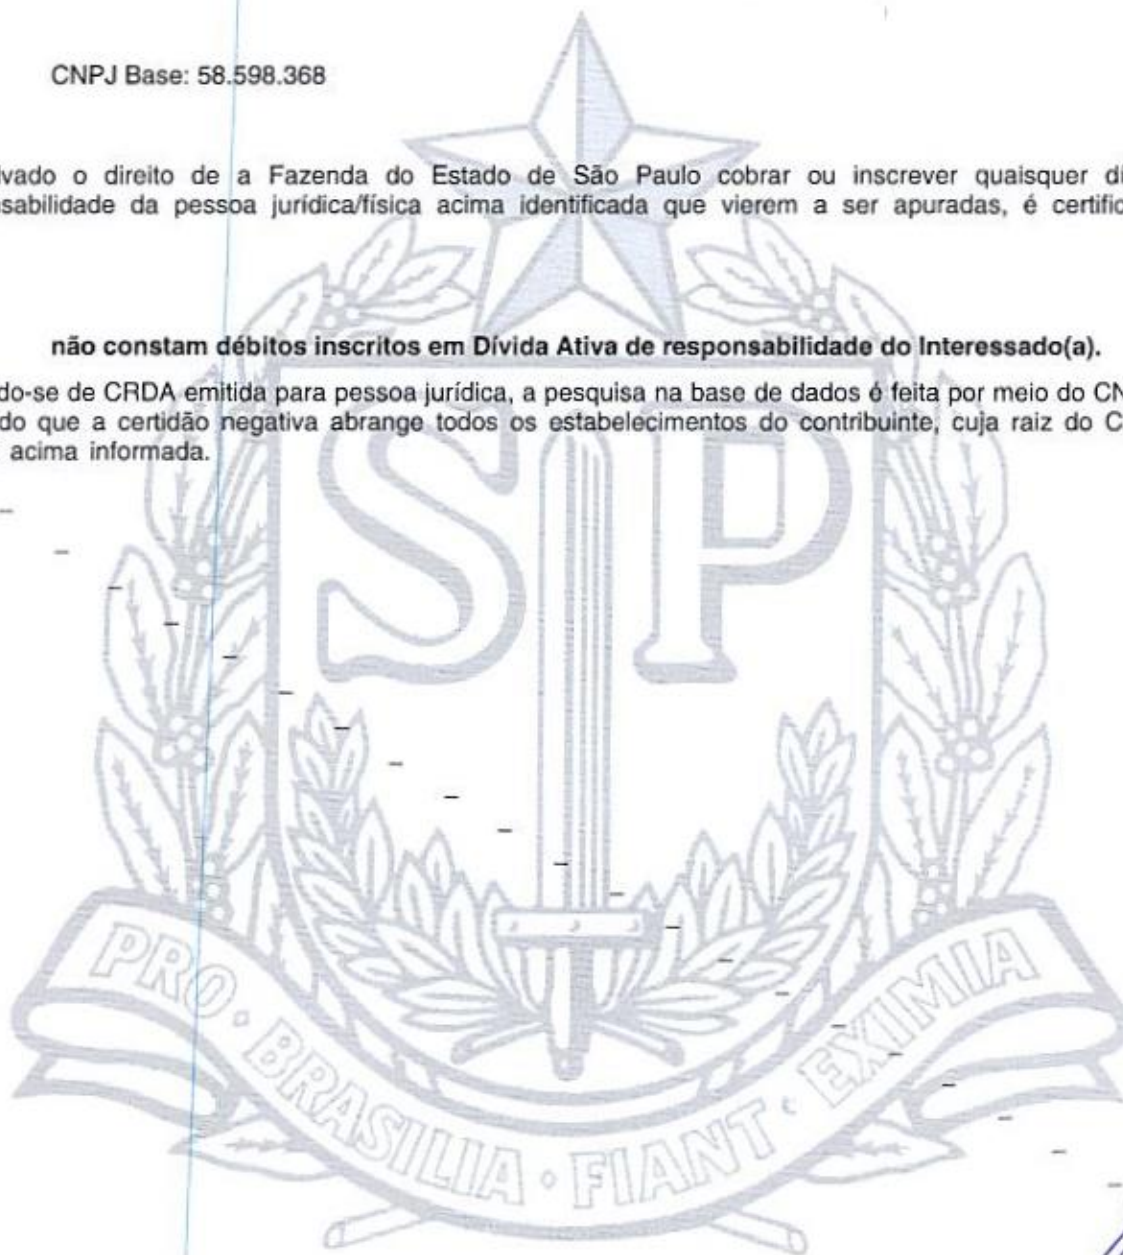 CNPJ Base: 58.598.368
vado o direito de a Fazenda do Estado de São Paulo cobrar ou inscrever quaisquer
sabilidade da pessoa jurídica/física acima identificada que vierem a ser apuradas, é
não constam débitos inscritos em Dívida Ativa de responsabilidade do Interessado(a).
do-se de CRDA emitida para pessoa jurídica, a pesquisa na base de dados é feita por meio do CN
do que a certidão negativa abrange todos os estabelecimentos do contribuinte, cuja raiz do C
acima informada.
SP
PRO · BRASILIA · FIANT · EXIMIA